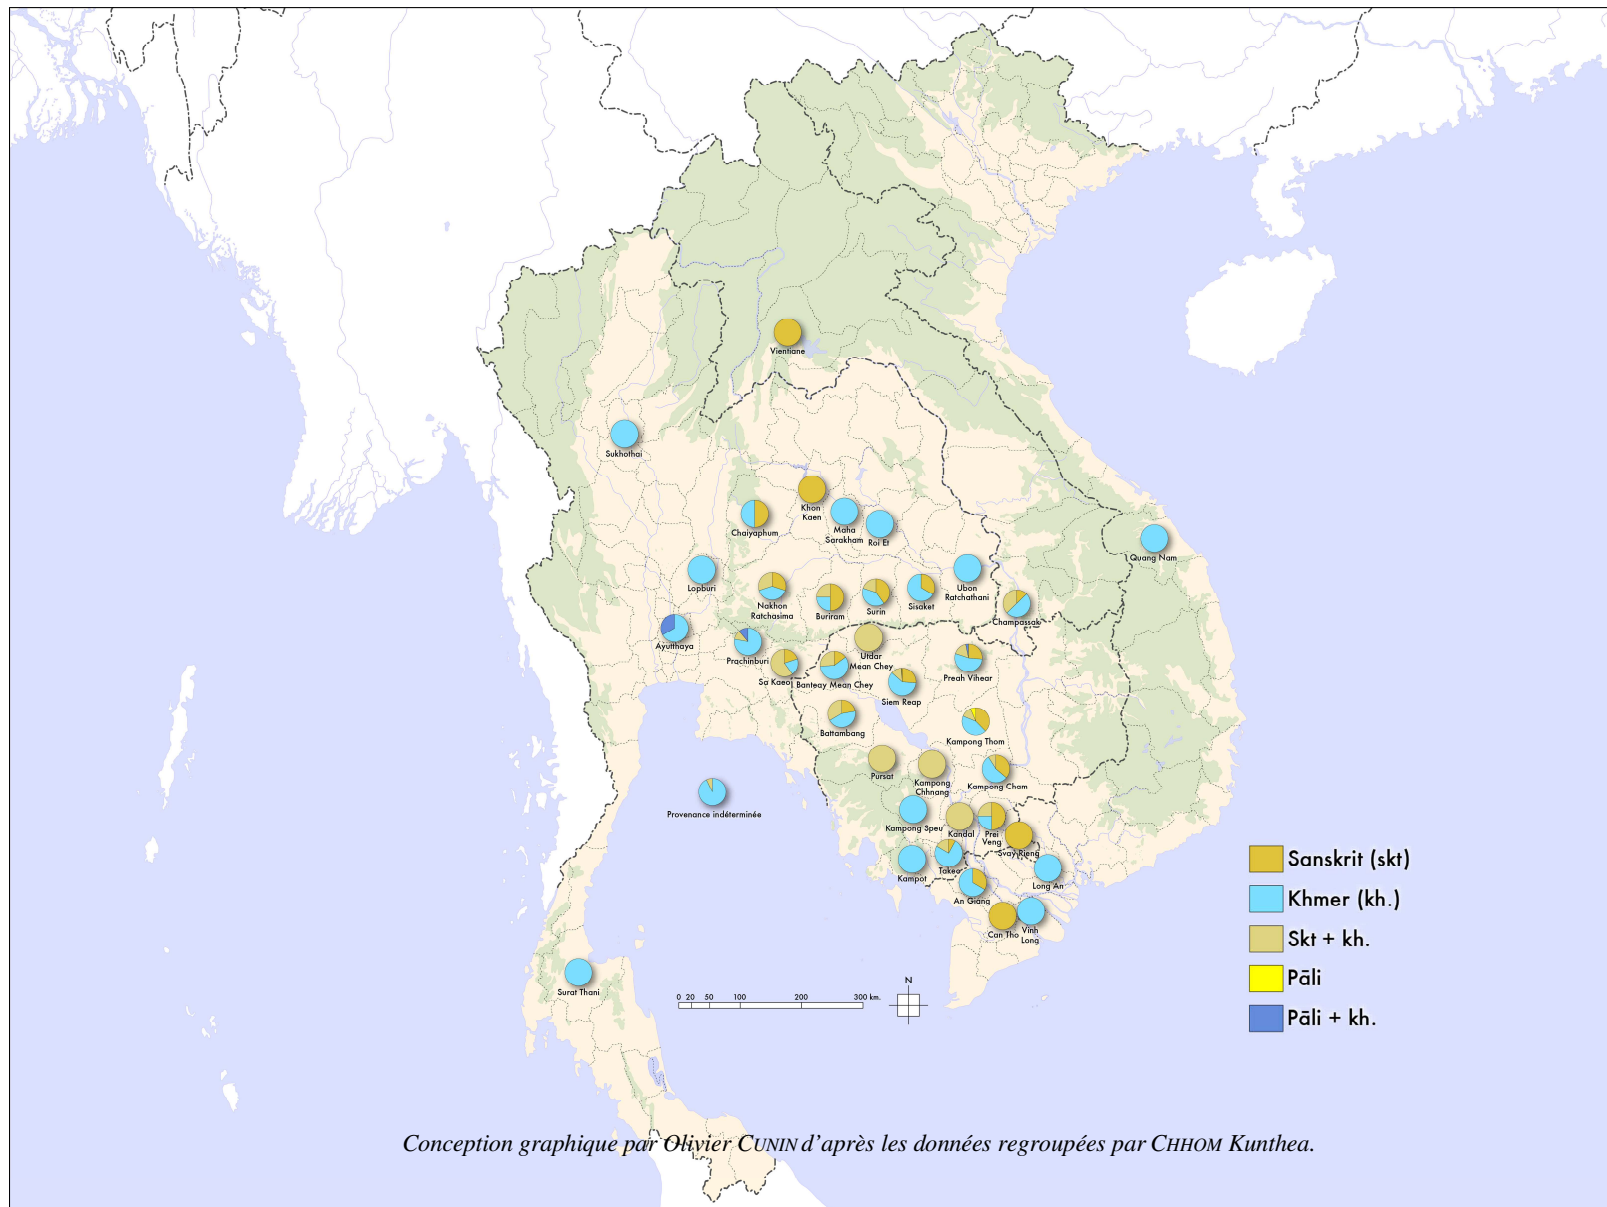 Vientiane
Sukhothai
Khon
Kaen
Chaiyaphum
Maha
Sarakham
Roi Et
Quang Nam
Lopburi
Ubon
Ratchathani
Nakhon
Ratchasima
Buriram
Surin
Sisaket
Champassak
Ayutthaya
Prachinburi
Utdar
Mean Chey
Sa Kaeo
Banteay Mean Chey
Preah Vihear
Siem Reap
Battambang
Kampong Thom
Pursat
Kampong
Chhnang
Kampong Cham
Provenance indéterminée
Kampong Speu
Kandal
Prei
Veng
Svay Rieng
Kampot
Takeo
Long An
An Giang
Can Tho
Vinh
Long
Surat Thani
Sanskrit (skt)
Khmer (kh.)
Skt + kh.
Pāli
Pāli + kh.
N
0 20 50 100 200 300 km.
Conception graphique par Olivier CUNIN d'après les données regroupées par CHHOM Kunthea.